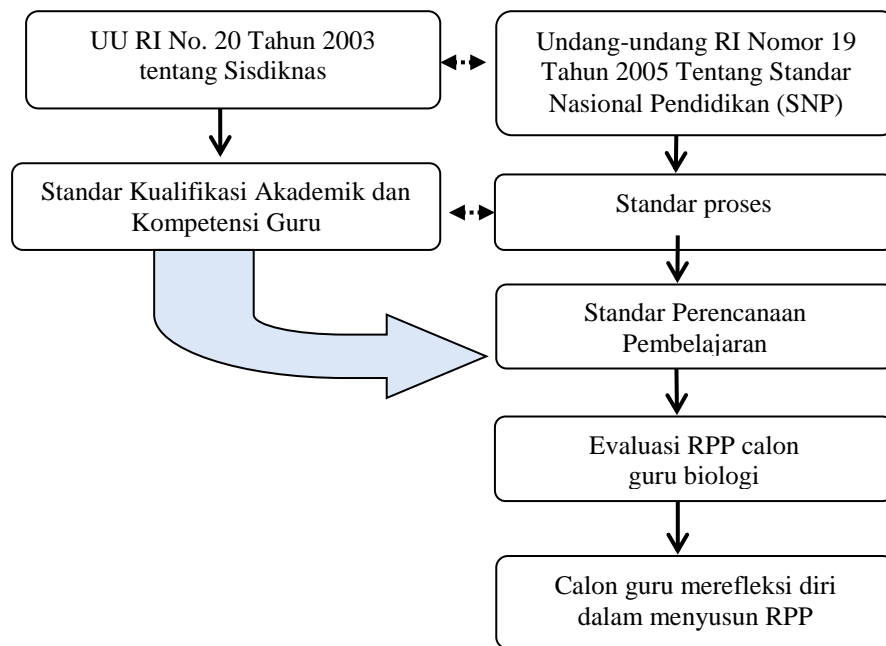 UU RI No. 20 Tahun 2003
tentang Sisdiknas
Undang-undang RI Nomor 19
Tahun 2005 Tentang Standar
Nasional Pendidikan (SNP)
Standar Kualifikasi Akademik dan
Kompetensi Guru
Standar proses
Standar Perencanaan
Pembelajaran
Evaluasi RPP calon
guru biologi
Calon guru merefleksi diri
dalam menyusun RPP